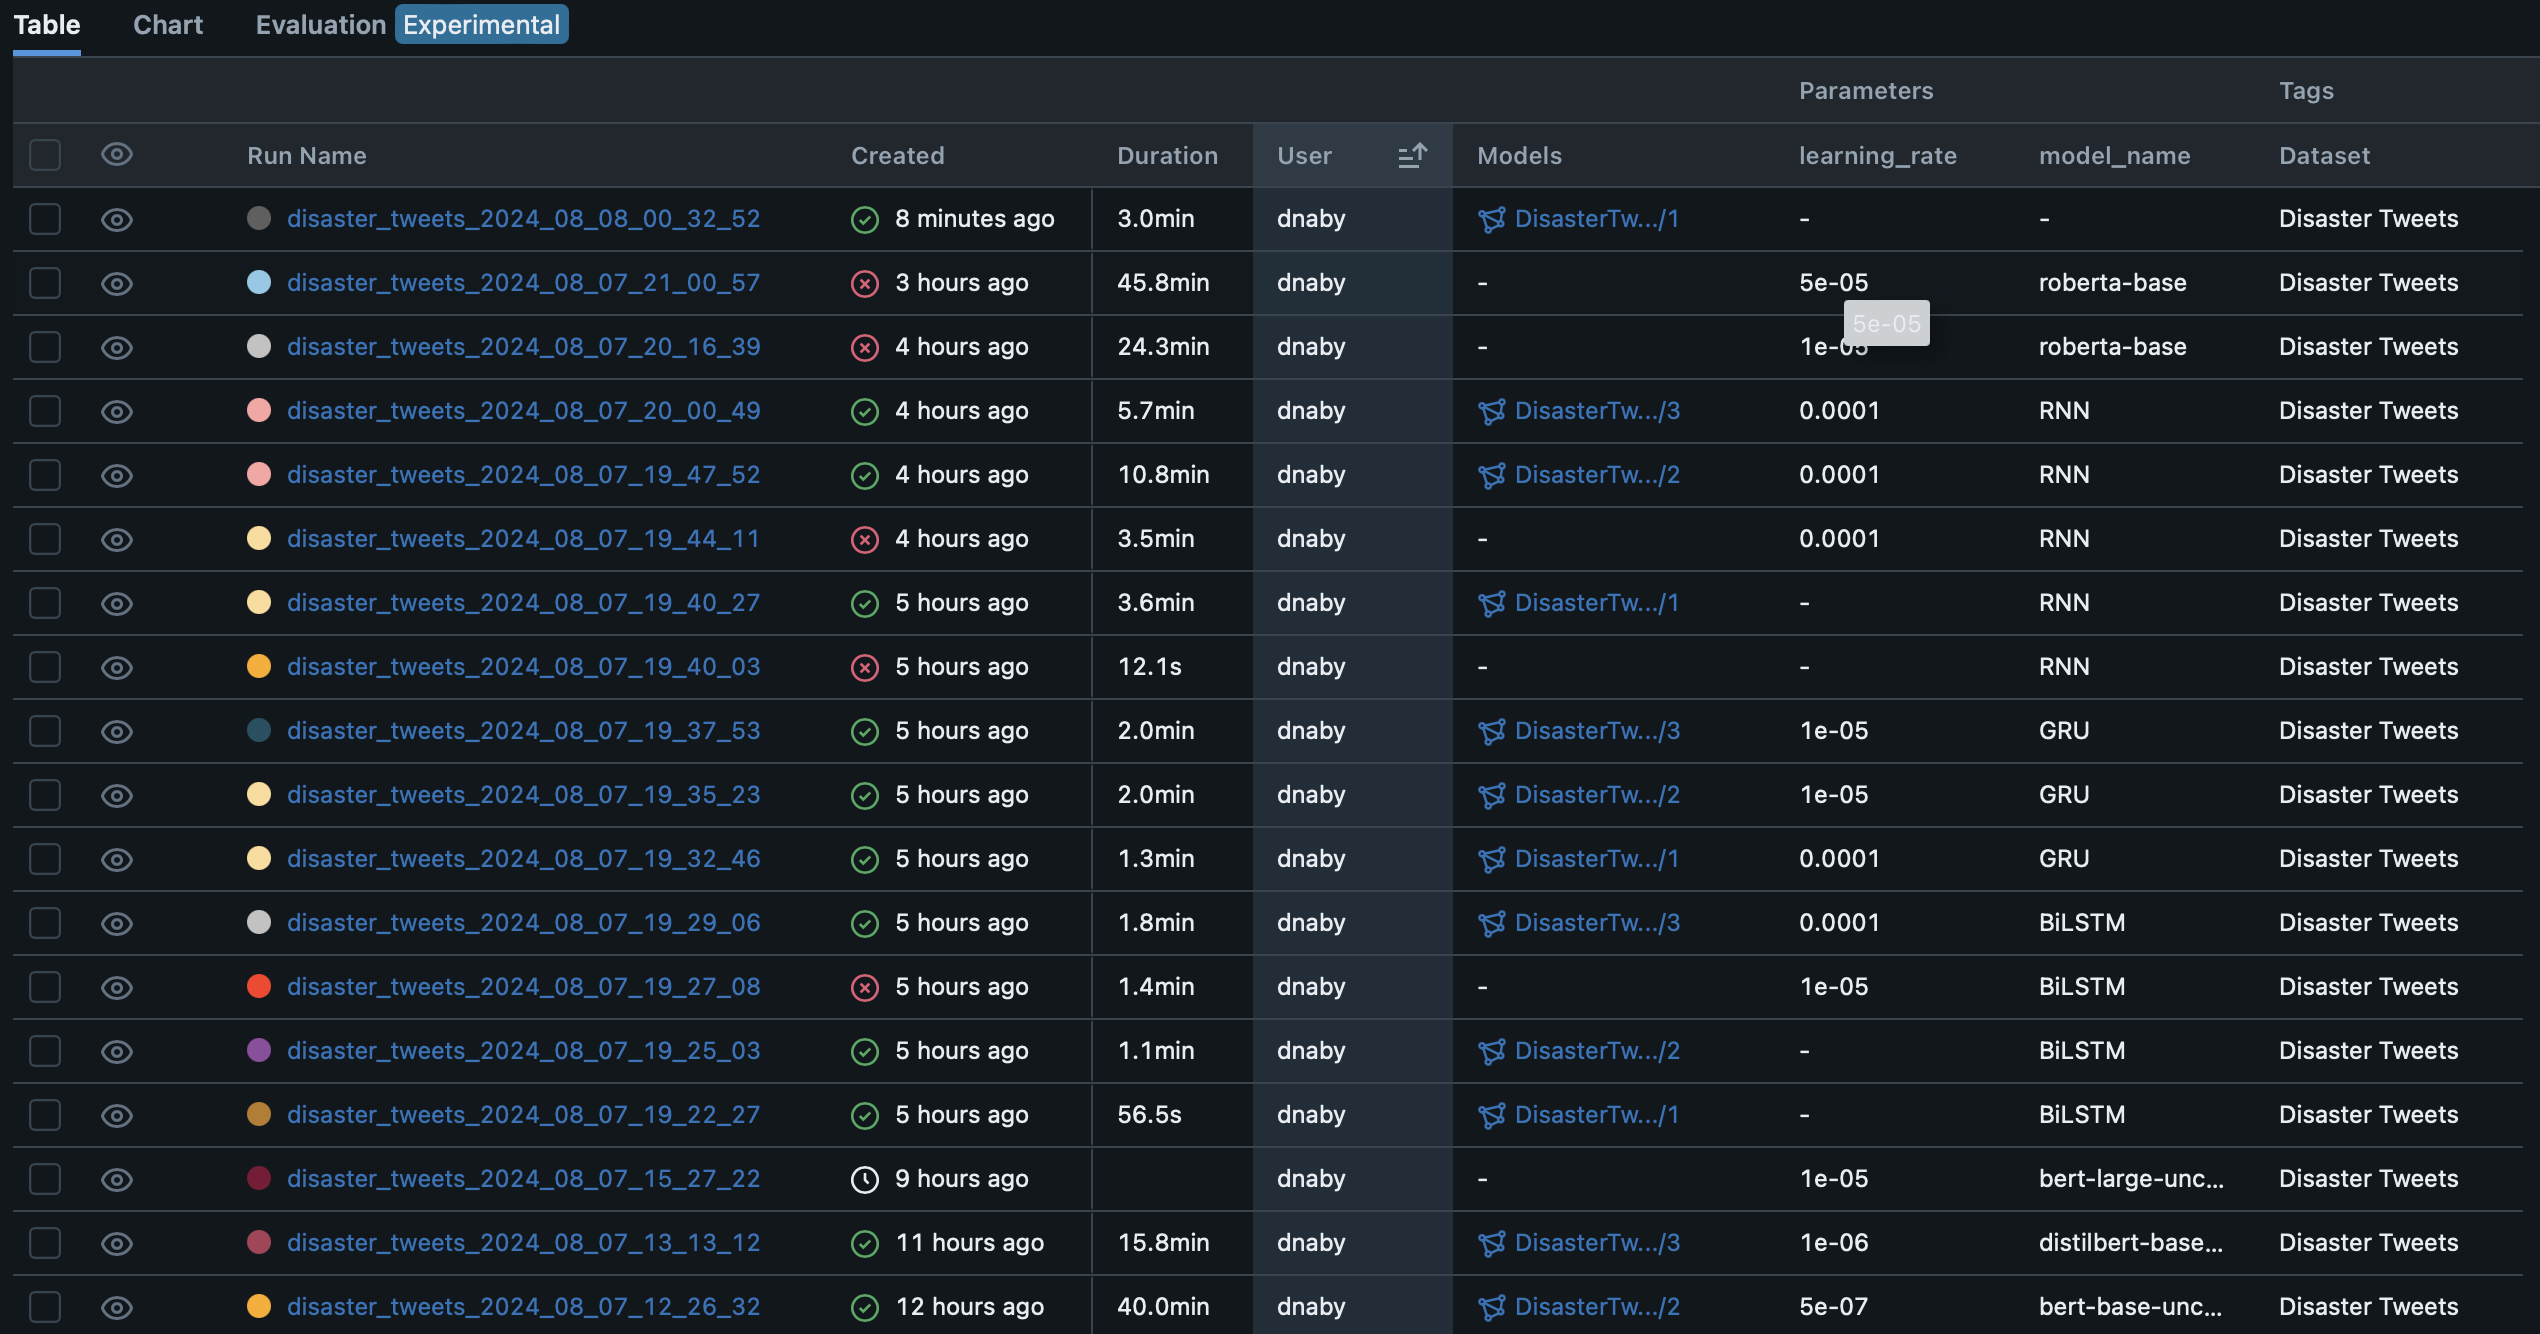 Table Chart Evaluation Experimental
Parameters Tags
Run Name Created Duration User Models learning_rate model_name Dataset
disaster_tweets_2024_08_08_00_32_52 8 minutes ago 3.0min dnaby DisasterTw.../1 - - Disaster Tweets
disaster_tweets_2024_08_07_21_00_57 3 hours ago 45.8min dnaby - 5e-05 roberta-base Disaster Tweets
5e-05
disaster_tweets_2024_08_07_20_16_39 4 hours ago 24.3min dnaby - 1e-05 roberta-base Disaster Tweets
disaster_tweets_2024_08_07_20_00_49 4 hours ago 5.7min dnaby DisasterTw.../3 0.0001 RNN Disaster Tweets
disaster_tweets_2024_08_07_19_47_52 4 hours ago 10.8min dnaby DisasterTw.../2 0.0001 RNN Disaster Tweets
disaster_tweets_2024_08_07_19_44_11 4 hours ago 3.5min dnaby - 0.0001 RNN Disaster Tweets
disaster_tweets_2024_08_07_19_40_27 5 hours ago 3.6min dnaby DisasterTw.../1 - RNN Disaster Tweets
disaster_tweets_2024_08_07_19_40_03 5 hours ago 12.1s dnaby - - RNN Disaster Tweets
disaster_tweets_2024_08_07_19_37_53 5 hours ago 2.0min dnaby DisasterTw.../3 1e-05 GRU Disaster Tweets
disaster_tweets_2024_08_07_19_35_23 5 hours ago 2.0min dnaby DisasterTw.../2 1e-05 GRU Disaster Tweets
disaster_tweets_2024_08_07_19_32_46 5 hours ago 1.3min dnaby DisasterTw.../1 0.0001 GRU Disaster Tweets
disaster_tweets_2024_08_07_19_29_06 5 hours ago 1.8min dnaby DisasterTw.../3 0.0001 BiLSTM Disaster Tweets
disaster_tweets_2024_08_07_19_27_08 5 hours ago 1.4min dnaby - 1e-05 BiLSTM Disaster Tweets
disaster_tweets_2024_08_07_19_25_03 5 hours ago 1.1min dnaby DisasterTw.../2 - BiLSTM Disaster Tweets
disaster_tweets_2024_08_07_19_22_27 5 hours ago 56.5s dnaby DisasterTw.../1 - BiLSTM Disaster Tweets
disaster_tweets_2024_08_07_15_27_22 9 hours ago dnaby - 1e-05 bert-large-unc... Disaster Tweets
disaster_tweets_2024_08_07_13_13_12 11 hours ago 15.8min dnaby DisasterTw.../3 1e-06 distilbert-base... Disaster Tweets
disaster_tweets_2024_08_07_12_26_32 12 hours ago 40.0min dnaby DisasterTw.../2 5e-07 bert-base-unc... Disaster Tweets